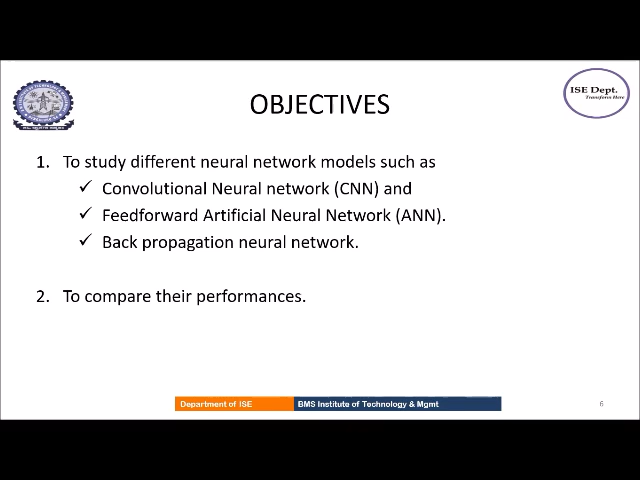 OBJECTIVES
ISE Dept.
Transform Here
1. To study different neural network models such as
✓ Convolutional Neural network (CNN) and
✓ Feedforward Artificial Neural Network (ANN).
✓ Back propagation neural network.
2. To compare their performances.
Department of ISE BMS Institute of Technology & Mgmt 6